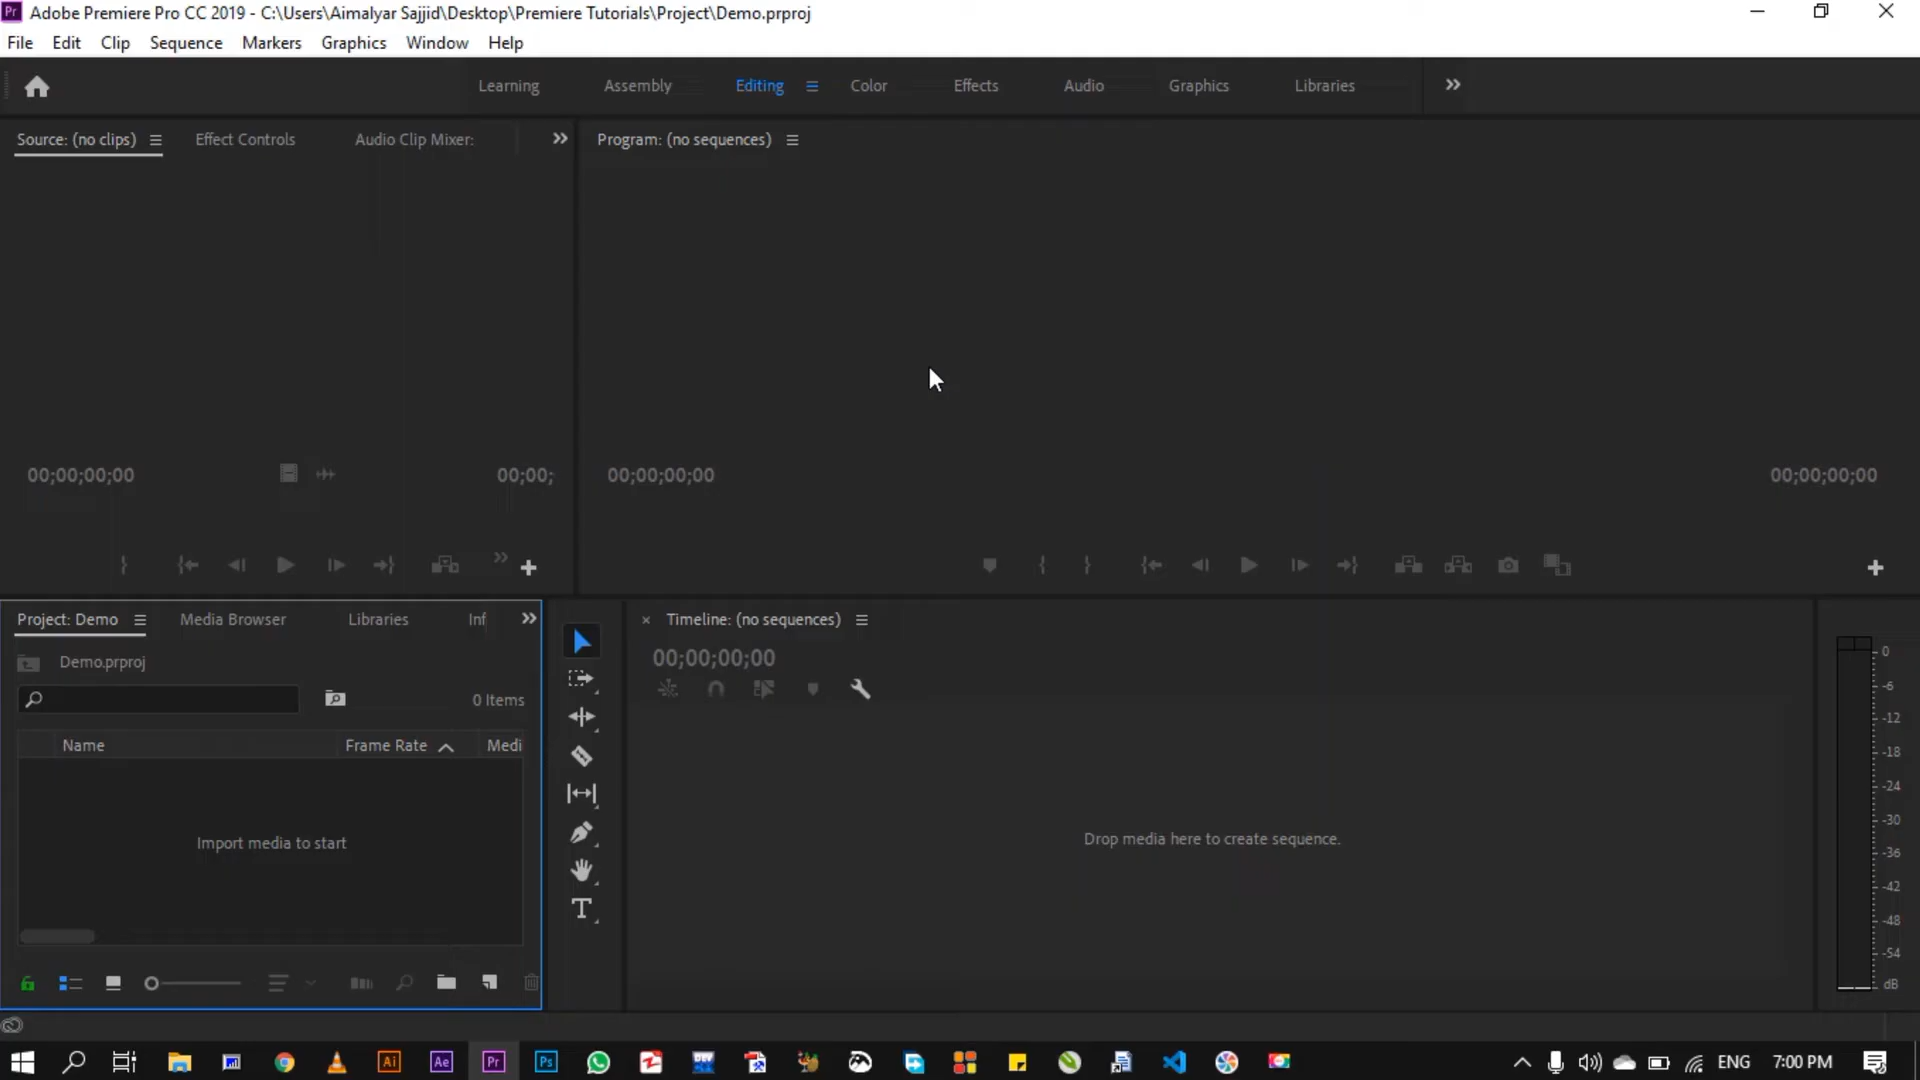 Pr Adobe Premiere Pro CC 2019 - C:\Users\Aimalyar Sajjid\Desktop\Premiere Tutorials\Project\Demo.prproj
File Edit Clip Sequence Markers Graphics Window Help
Learning Assembly Editing Color Effects Audio Graphics Libraries
Source: (no clips) Effect Controls Audio Clip Mixer:
Program: (no sequences)
00;00;00;00 00;00;
00;00;00;00 00;00;00;00
Project: Demo Media Browser Libraries Inf
Demo.prproj
0 Items
Name Frame Rate Medi
Import media to start
Timeline: (no sequences)
00;00;00;00
Drop media here to create sequence.
0
-6
-12
-18
-24
-30
-36
-42
-48
-54
dB
Ai Ae Pr Ps ENG 7:00 PM